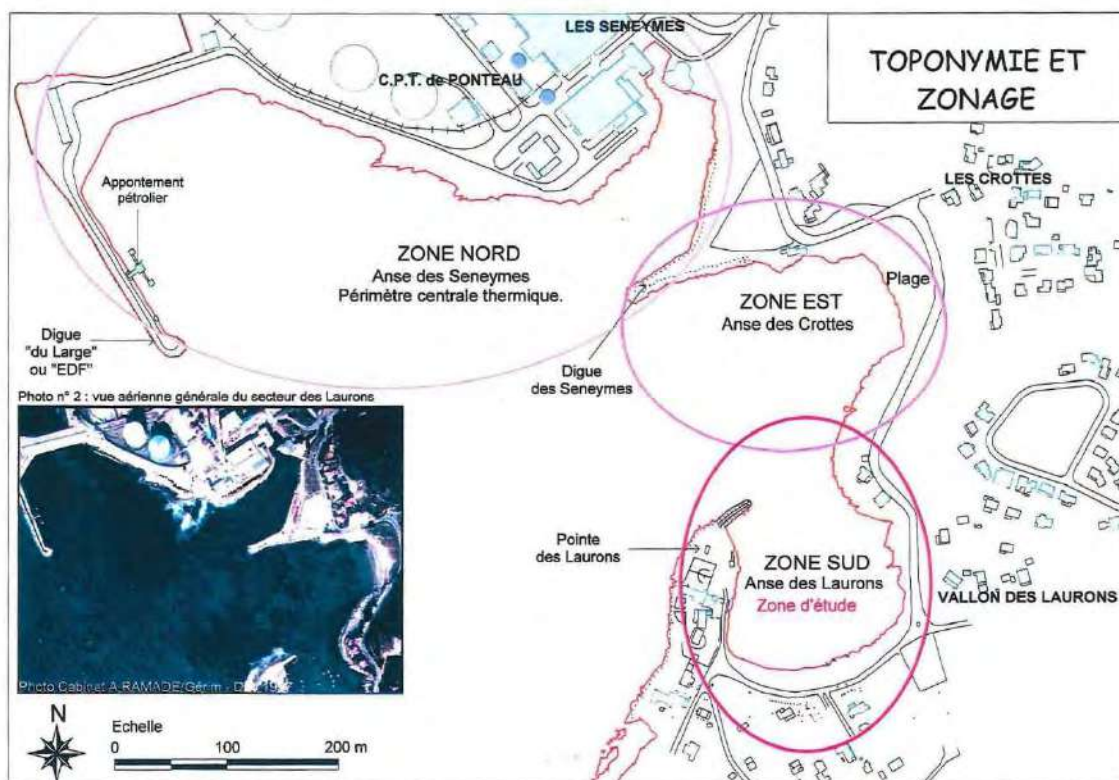 TOPONYMIE ET
ZONAGE
LES SENEYMES
C.P.T. de PONTEAU
LES CROTTES
Appontement
pétrolier
ZONE NORD
Anse des Seneymes
Périmètre centrale thermique.
Plage
ZONE EST
Anse des Crottes
Digue
"du Large"
ou "EDF"
Digue
des Seneymes
Photo n° 2 : vue aérienne générale du secteur des Laurons
Pointe
des Laurons
ZONE SUD
Anse des Laurons
Zone d'étude
VALLON DES LAURONS
Photo Cabinet A.RAMADE/Gérim -
N
Echelle
0 100 200 m